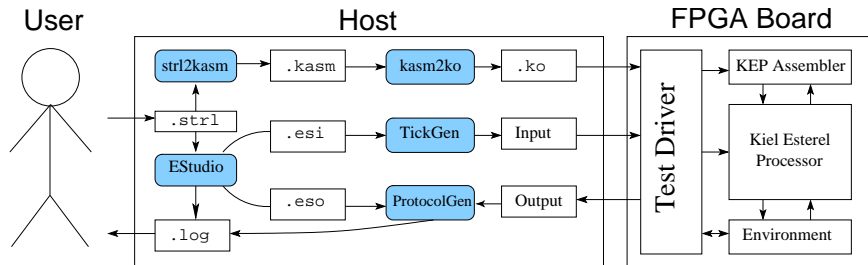 User
Host
FPGA Board
strl2kasm
.kasm
kasm2ko
.ko
Test Driver
KEP Assembler
.strl
.esi
TickGen
Input
Kiel Esterel
Processor
EStudio
.eso
ProtocolGen
Output
.log
Environment